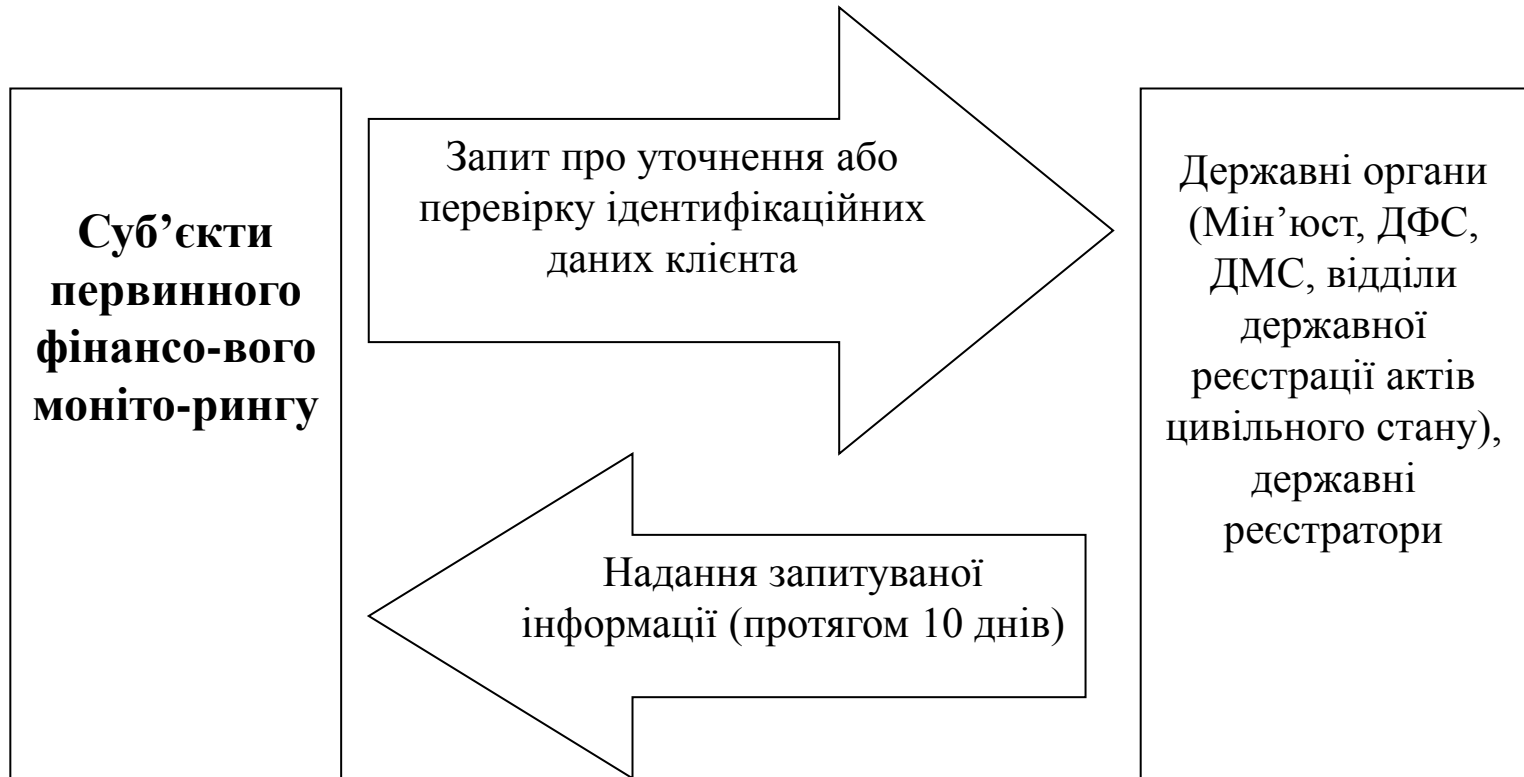 Суб’єкти
первинного
фінансо-вого
моніто-рингу
Запит про уточнення або
перевірку ідентифікаційних
даних клієнта
Надання запитуваної
інформації (протягом 10 днів)
Державні органи
(Мін’юст, ДФС,
ДМС, відділи
державної
реєстрації актів
цивільного стану),
державні
реєстратори